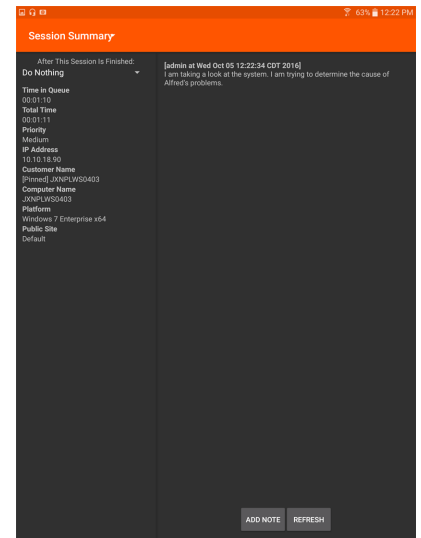 63% 12:22 PM
Session Summary
After This Session Is Finished:
Do Nothing
Time in Queue
00:01:10
Total Time
00:01:11
Priority
Medium
IP Address
10.10.18.90
Customer Name
[Pinned] JXNPLWS0403
Computer Name
JXNPLWS0403
Platform
Windows 7 Enterprise x64
Public Site
Default
[admin at Wed Oct 05 12:22:34 CDT 2016]
I am taking a look at the system. I am trying to determine the cause of
Alfred's problems.
ADD NOTE REFRESH